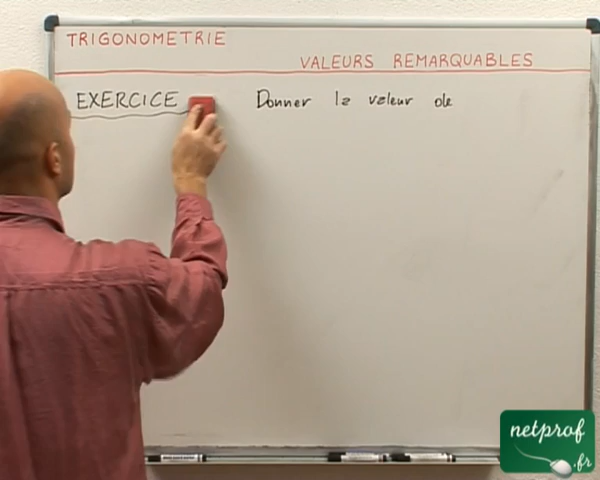 TRIGONOMETRIE
VALEURS REMARQUABLES
EXERCICE Donner la valeur de
netprof
.fr